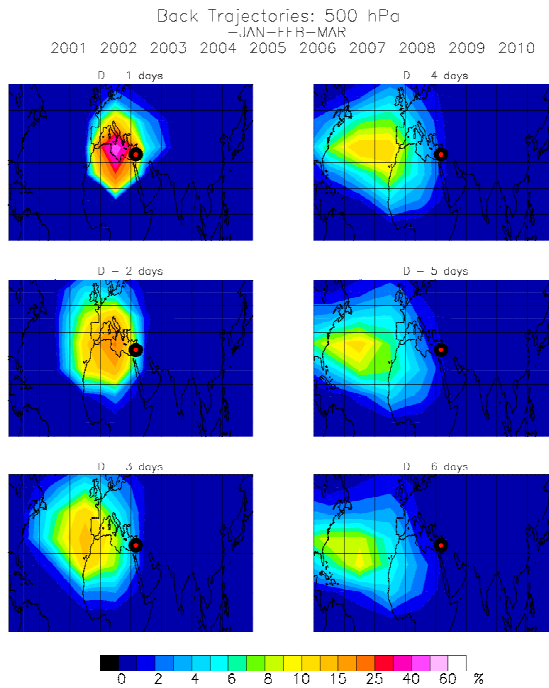 Back Trajectories: 500 hPa
-JAN-FEB-MAR
2001 2002 2003 2004 2005 2006 2007 2008 2009 2010
D - 1 days
D - 4 days
D - 2 days
D - 5 days
D - 3 days
D - 6 days
0 2 4 6 8 10 15 25 40 60 %